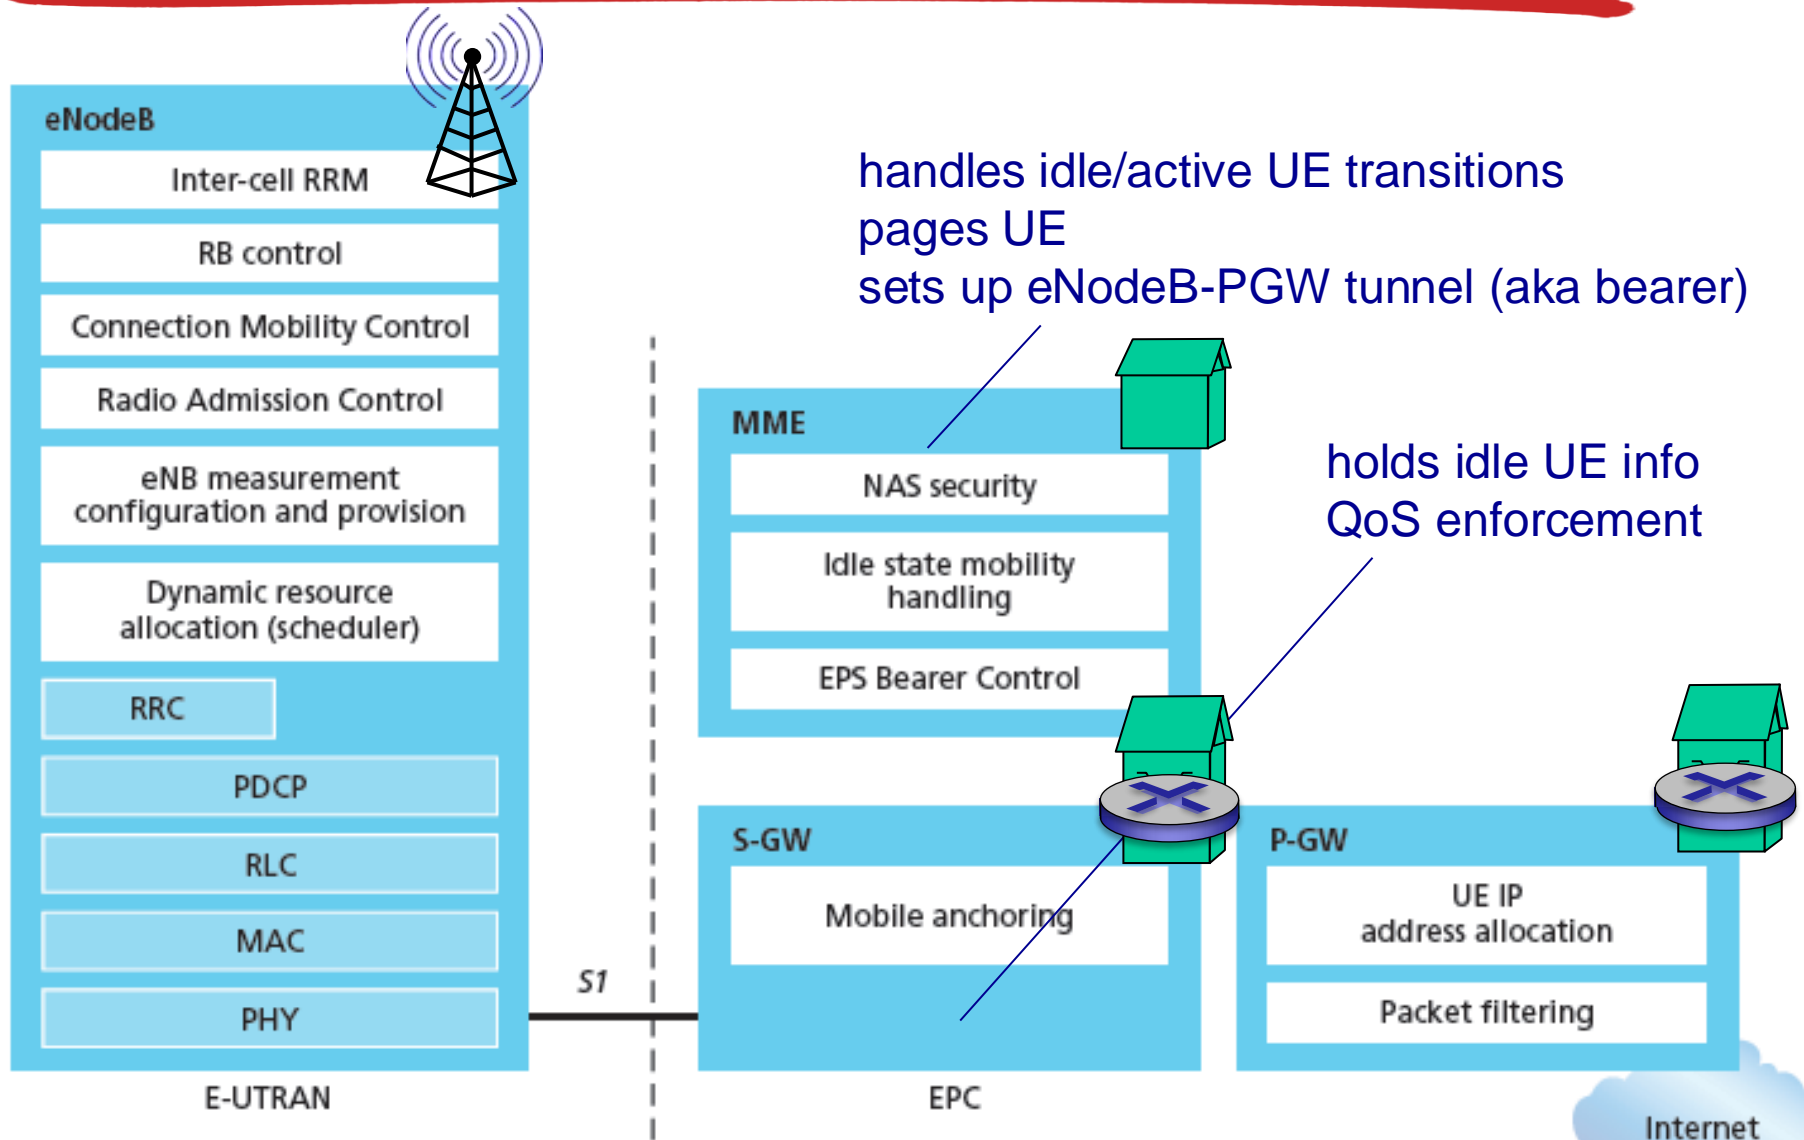 eNodeB
Inter-cell RRM
RB control
Connection Mobility Control
Radio Admission Control
eNB measurement
configuration and provision
Dynamic resource
allocation (scheduler)
RRC
PDCP
RLC
MAC
PHY
E-UTRAN
S1
handles idle/active UE transitions
pages UE
sets up eNodeB-PGW tunnel (aka bearer)
MME
NAS security
Idle state mobility
handling
EPS Bearer Control
holds idle UE info
QoS enforcement
S-GW
Mobile anchoring
EPC
P-GW
UE IP
address allocation
Packet filtering
Internet